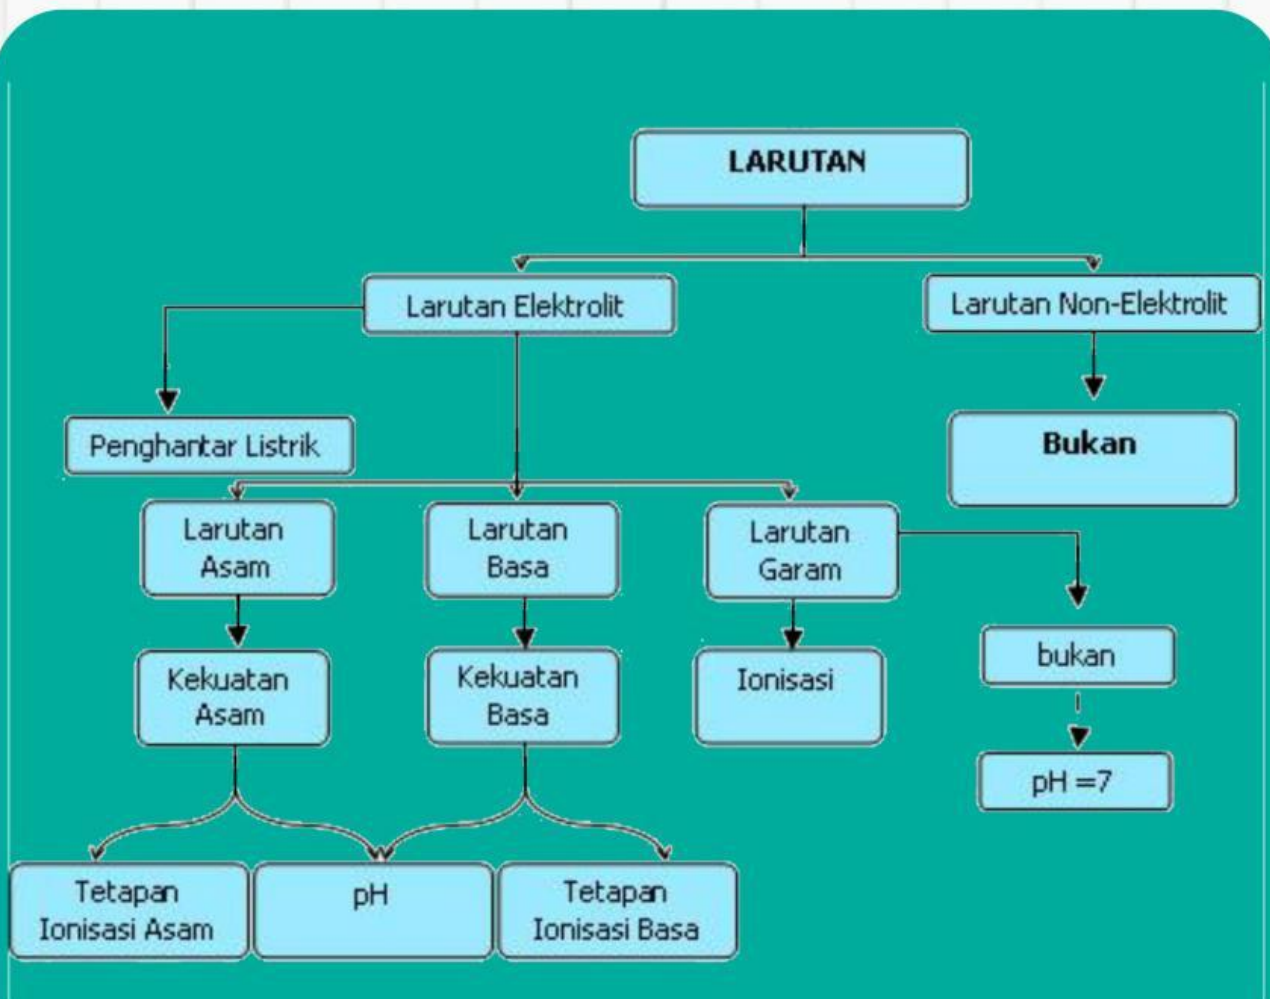 LARUTAN
Larutan Elektrolit
Larutan Non-Elektrolit
Penghantar Listrik
Bukan
Larutan
Asam
Larutan
Basa
Larutan
Garam
Kekuatan
Asam
Kekuatan
Basa
Ionisasi
bukan
pH =7
Tetapan
Ionisasi Asam
pH
Tetapan
Ionisasi Basa